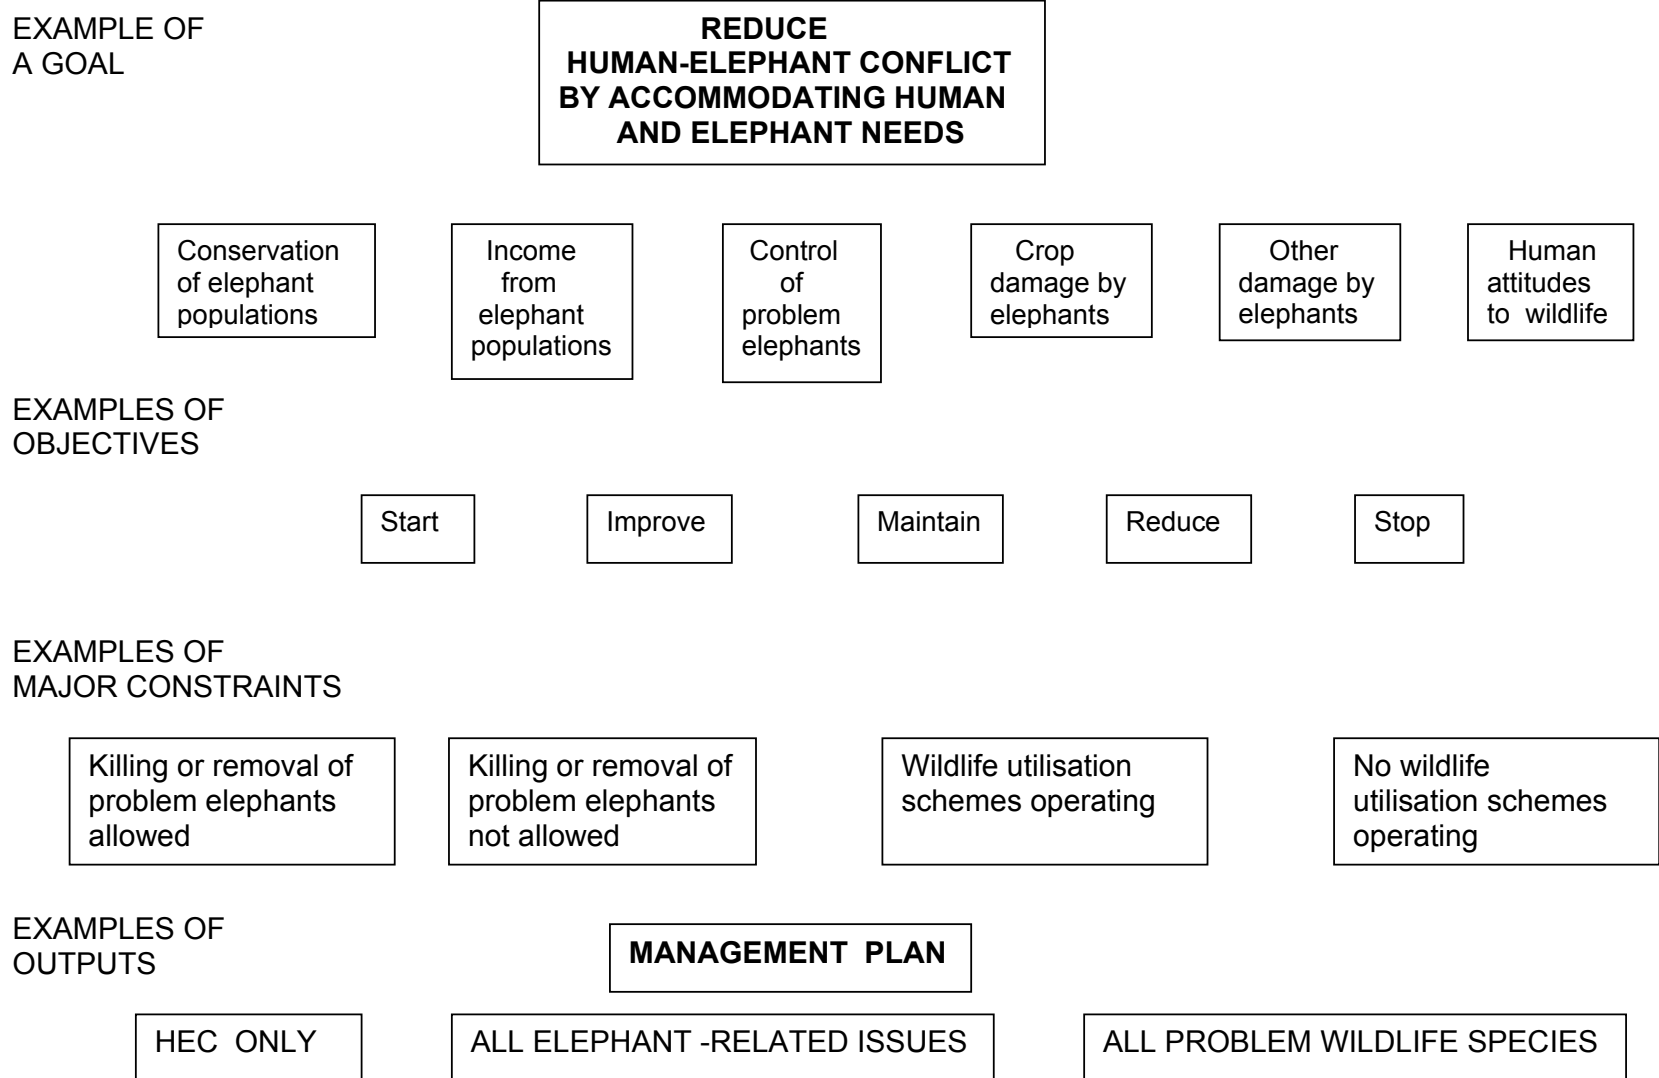 EXAMPLE OF
A GOAL
REDUCE
HUMAN-ELEPHANT CONFLICT
BY ACCOMMODATING HUMAN
AND ELEPHANT NEEDS
Conservation
of elephant
populations
Income
from
elephant
populations
Control
of
problem
elephants
Crop
damage by
elephants
Other
damage by
elephants
Human
attitudes
to wildlife
EXAMPLES OF
OBJECTIVES
Start
Improve
Maintain
Reduce
Stop
EXAMPLES OF
MAJOR CONSTRAINTS
Killing or removal of
problem elephants
allowed
Killing or removal of
problem elephants
not allowed
Wildlife utilisation
schemes operating
No wildlife
utilisation schemes
operating
EXAMPLES OF
OUTPUTS
MANAGEMENT PLAN
HEC ONLY
ALL ELEPHANT -RELATED ISSUES
ALL PROBLEM WILDLIFE SPECIES